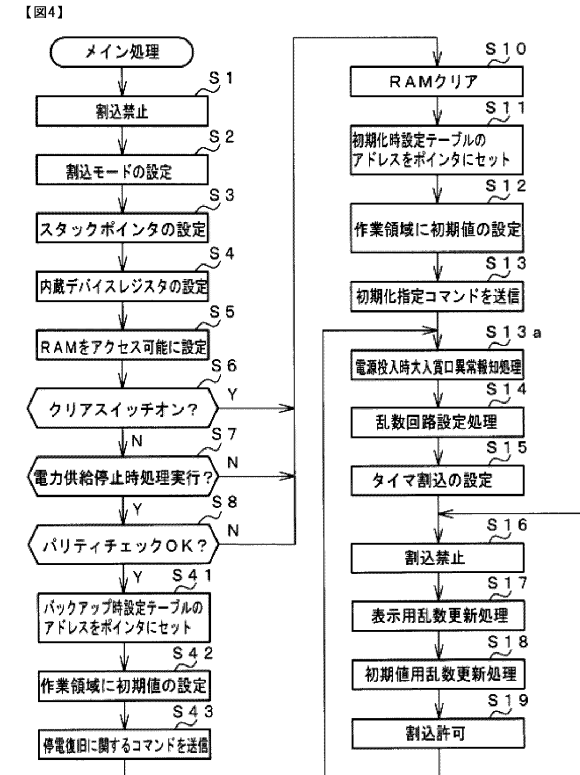 【図4】
メイン処理
S1
割込禁止
S2
割込モードの設定
S3
スタックポインタの設定
S4
内蔵デバイスレジスタの設定
S5
RAMをアクセス可能に設定
S6
クリアスイッチオン？
Y
N
S7
電力供給停止時処理実行？
N
Y
S8
パリティチェックOK？
N
Y
S41
バックアップ時設定テーブルの
アドレスをポインタにセット
S42
作業領域に初期値の設定
S43
停電復旧に関するコマンドを送信
S10
RAMクリア
S11
初期化時設定テーブルの
アドレスをポインタにセット
S12
作業領域に初期値の設定
S13
初期化指定コマンドを送信
S13a
電源投入時大入賞口異常報知処理
S14
乱数回路設定処理
S15
タイマ割込の設定
S16
割込禁止
S17
表示用乱数更新処理
S18
初期値用乱数更新処理
S19
割込許可